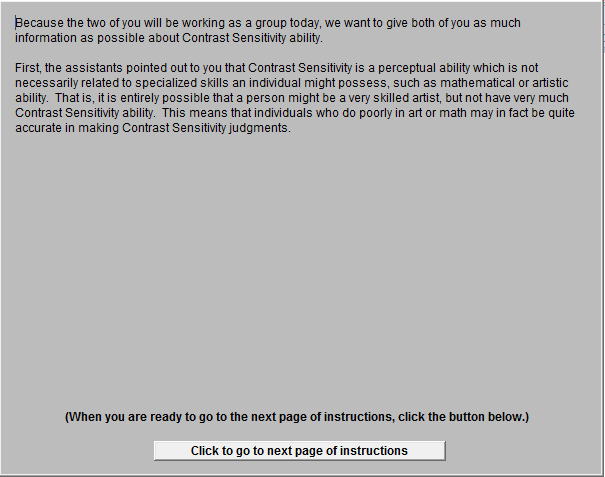 Because the two of you will be working as a group today, we want to give both of you as much
information as possible about Contrast Sensitivity ability.
First, the assistants pointed out to you that Contrast Sensitivity is a perceptual ability which is not
necessarily related to specialized skills an individual might possess, such as mathematical or artistic
ability.  That is, it is entirely possible that a person might be a very skilled artist, but not have very much
Contrast Sensitivity ability.  This means that individuals who do poorly in art or math may in fact be quite
accurate in making Contrast Sensitivity judgments.
(When you are ready to go to the next page of instructions, click the button below.)
Click to go to next page of instructions